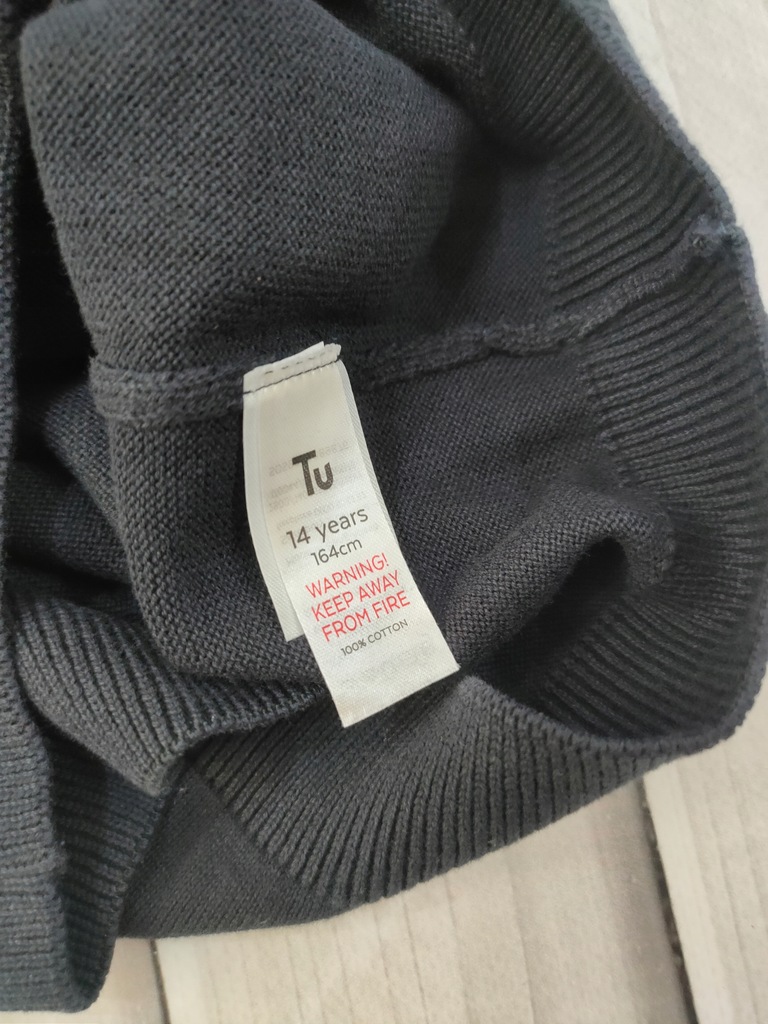 Tu
14 years
164cm
WARNING!
KEEP AWAY
FROM FIRE
100% COTTON